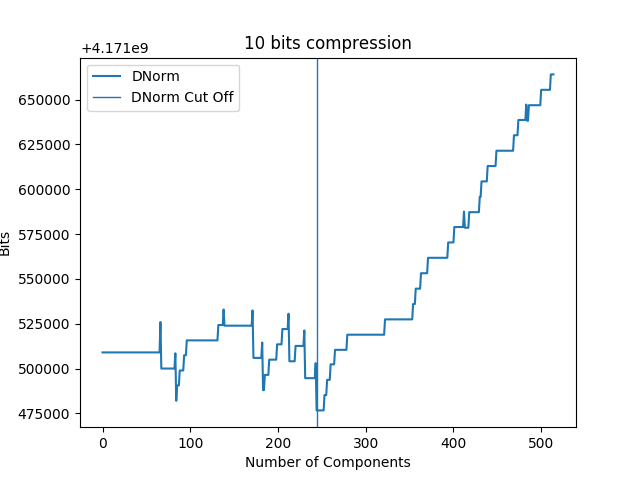 10 bits compression
+4.171e9
DNorm
DNorm Cut Off
650000
625000
600000
575000
550000
525000
500000
475000
Bits
0 100 200 300 400 500
Number of Components